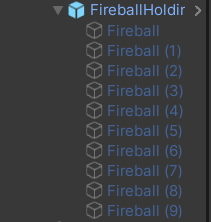 FireballHoldir
Fireball
Fireball (1)
Fireball (2)
Fireball (3)
Fireball (4)
Fireball (5)
Fireball (6)
Fireball (7)
Fireball (8)
Fireball (9)